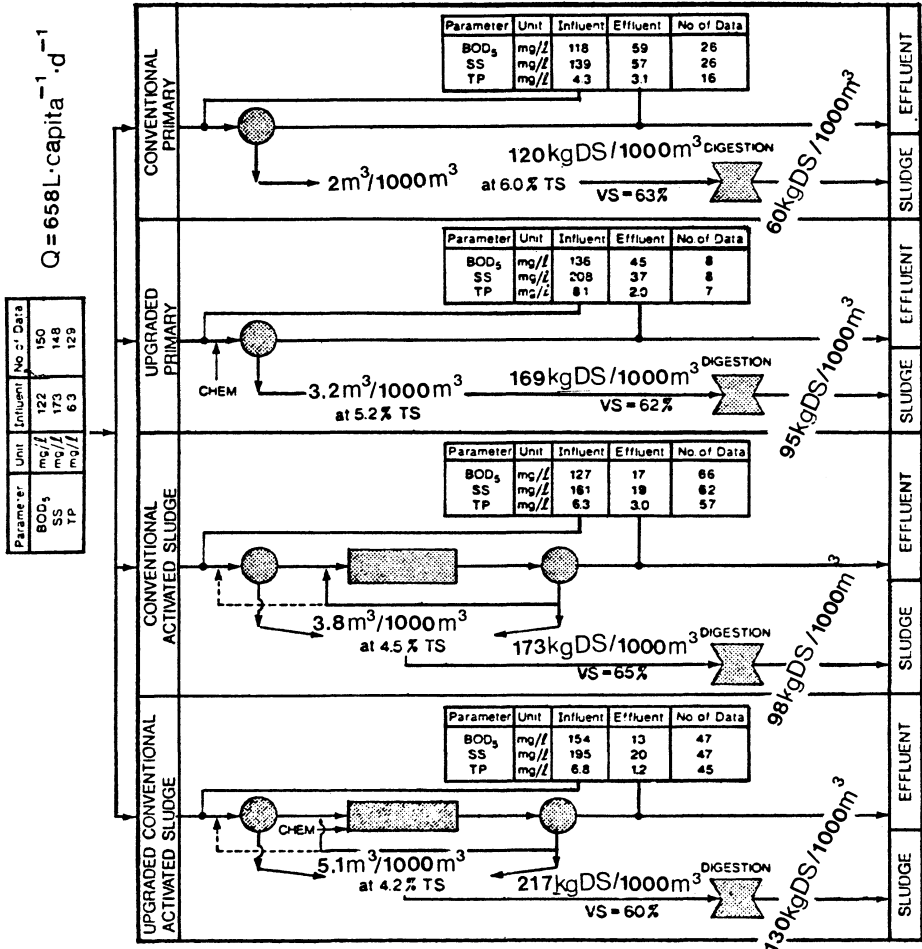 Q = 658 L·capita⁻¹·d⁻¹
Parameter Unit Influent No of Data
BOD₅ mg/ℓ 122 150
SS mg/ℓ 173 148
TP mg/ℓ 6.3 129
CONVENTIONAL PRIMARY
Parameter Unit Influent Effluent No of Data
BOD₅ mg/ℓ 118 59 26
SS mg/ℓ 139 57 26
TP mg/ℓ 4.3 3.1 16
2m³/1000m³
120kgDS/1000m³
at 6.0% TS
VS=63%
DIGESTION
60kgDS/1000m³
EFFLUENT
SLUDGE
UPGRADED PRIMARY
Parameter Unit Influent Effluent No.of Data
BOD₅ mg/ℓ 136 45 8
SS mg/ℓ 208 37 8
TP mg/ℓ 8.1 2.0 7
CHEM
3.2m³/1000m³
at 5.2% TS
169kgDS/1000m³
VS=62%
DIGESTION
95kgDS/1000m³
EFFLUENT
SLUDGE
CONVENTIONAL ACTIVATED SLUDGE
Parameter Unit Influent Effluent No.of Data
BOD₅ mg/ℓ 127 17 66
SS mg/ℓ 161 19 62
TP mg/ℓ 6.3 3.0 57
3.8m³/1000m³
at 4.5% TS
173kgDS/1000m³
VS=65%
DIGESTION
98kgDS/1000m³
EFFLUENT
SLUDGE
UPGRADED CONVENTIONAL ACTIVATED SLUDGE
Parameter Unit Influent Effluent No of Data
BOD₅ mg/ℓ 154 13 47
SS mg/ℓ 195 20 47
TP mg/ℓ 6.8 1.2 45
CHEM
5.1m³/1000m³
at 4.2% TS
217kgDS/1000m³
VS=60%
DIGESTION
130kgDS/1000m³
EFFLUENT
SLUDGE